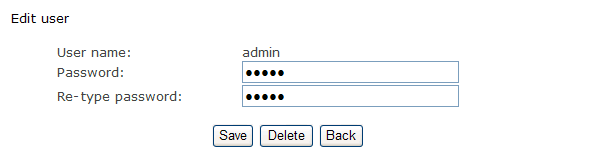 Edit user
User name: admin
Password: •••••
Re-type password: •••••
Save Delete Back